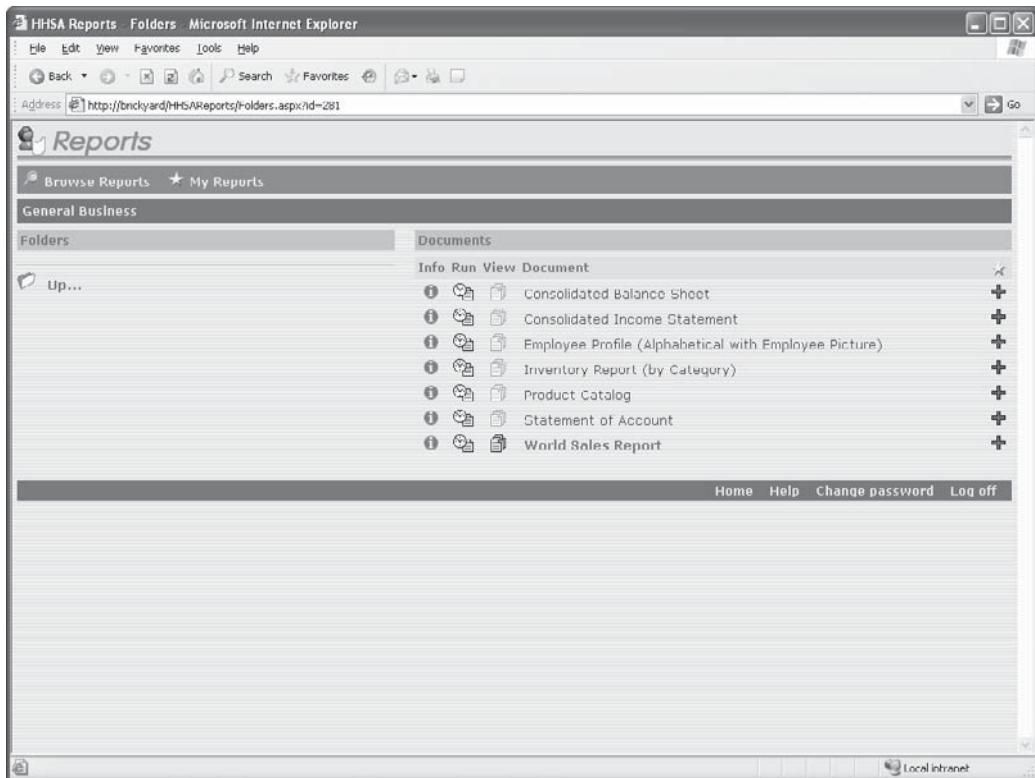 HHSA Reports - Folders - Microsoft Internet Explorer
File Edit View Favorites Tools Help
Back Search Favorites
Address http://brickyard/HHSAReports/Folders.aspx?id=281 Go
Reports
Browse Reports My Reports
General Business
Folders
Up...
Documents
Info Run View Document
Consolidated Balance Sheet
Consolidated Income Statement
Employee Profile (Alphabetical with Employee Picture)
Inventory Report (by Category)
Product Catalog
Statement of Account
World Sales Report
Home Help Change password Log off
Local intranet